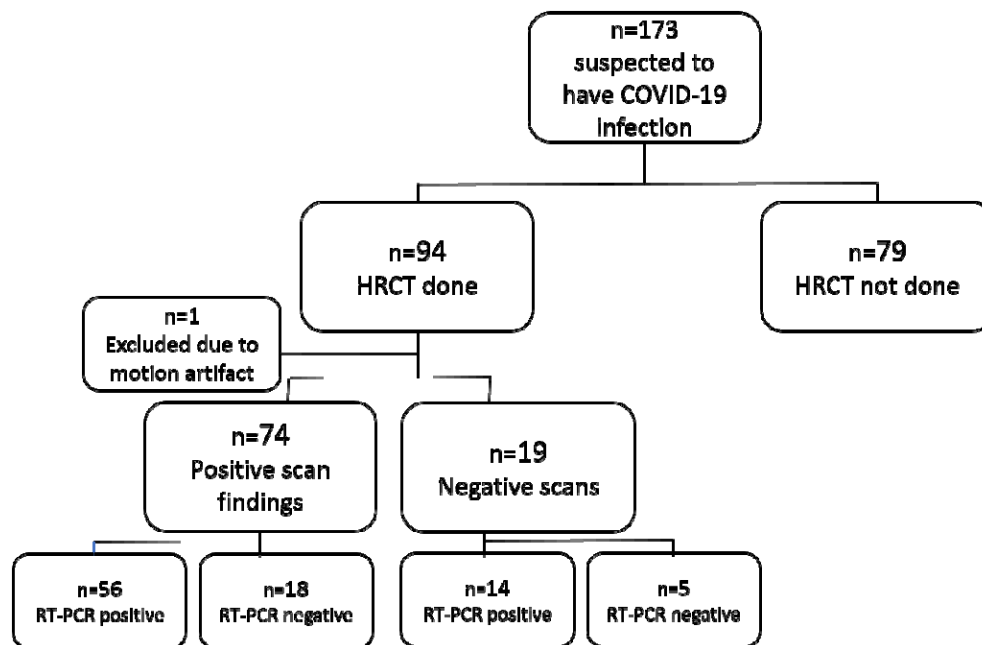 n=173
suspected to
have COVID-19
infection
n=94
HRCT done
n=79
HRCT not done
n=1
Excluded due to
motion artifact
n=74
Positive scan
findings
n=19
Negative scans
n=56
RT-PCR positive
n=18
RT-PCR negative
n=14
RT-PCR positive
n=5
RT-PCR negative